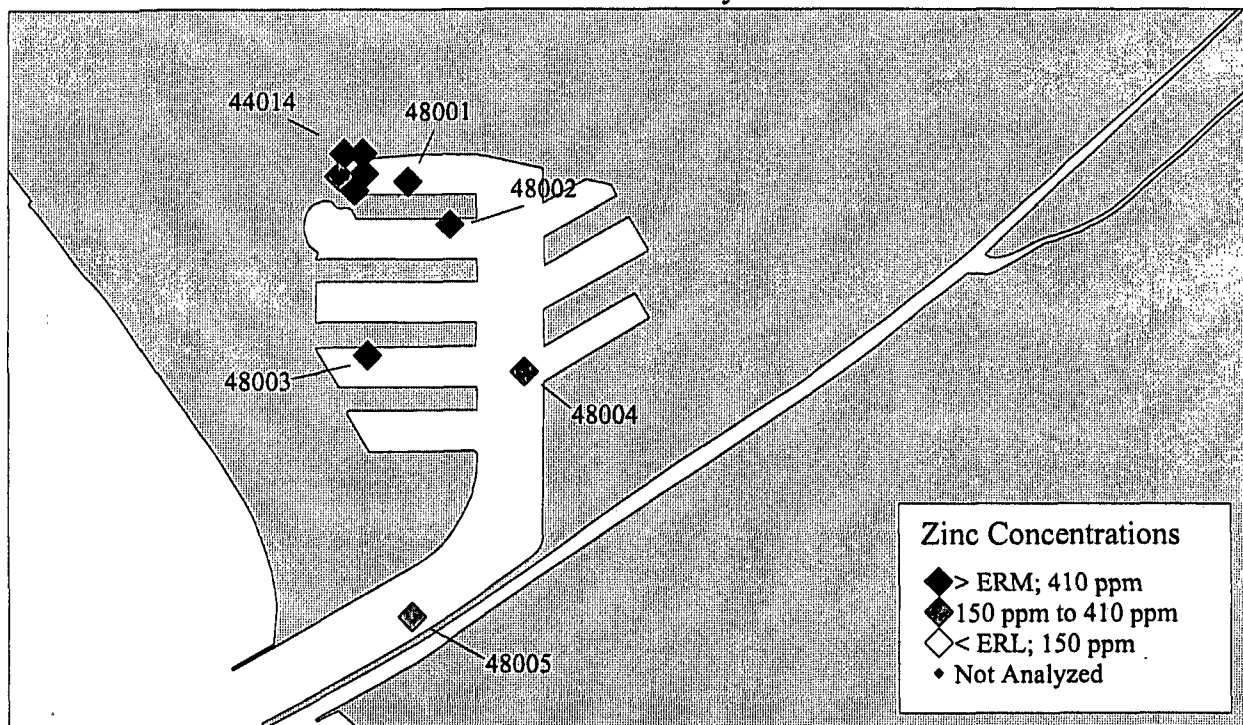 44014
48001
48002
48003
48004
48005
Zinc Concentrations
> ERM; 410 ppm
150 ppm to 410 ppm
< ERL; 150 ppm
Not Analyzed